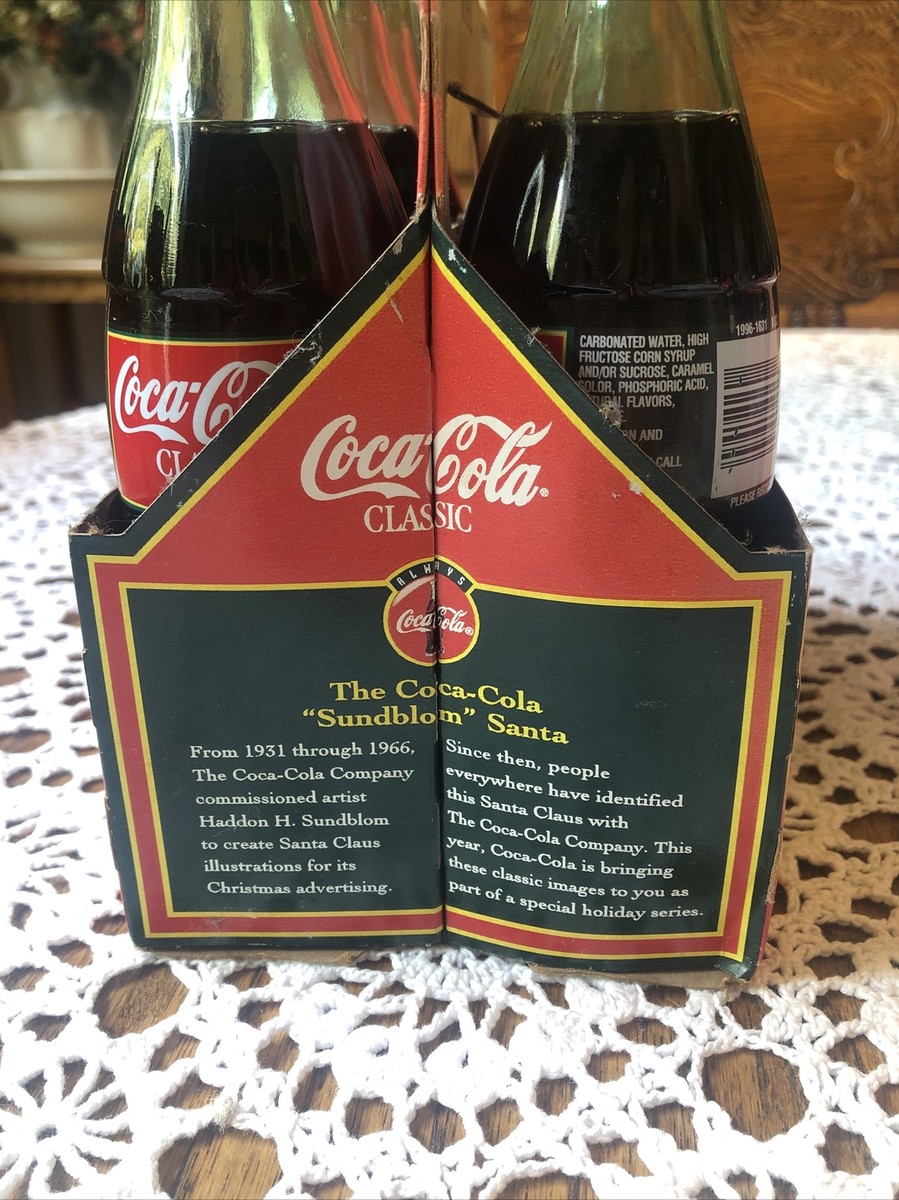 Coca-C
CLA
CARBONATED WATER, HIGH
FRUCTOSE CORN SYRUP
AND/OR SUCROSE, CARAMEL
COLOR, PHOSPHORIC ACID,
NATURAL FLAVORS,
AND
CALL
1996-1631
PLEASE
Coca-Cola®
CLASSIC
ALWAYS
Coca-Cola®
The Coca-Cola
“Sundblom” Santa
From 1931 through 1966,
The Coca-Cola Company
commissioned artist
Haddon H. Sundblom
to create Santa Claus
illustrations for its
Christmas advertising.
Since then, people
everywhere have identified
this Santa Claus with
The Coca-Cola Company. This
year, Coca-Cola is bringing
these classic images to you as
part of a special holiday series.